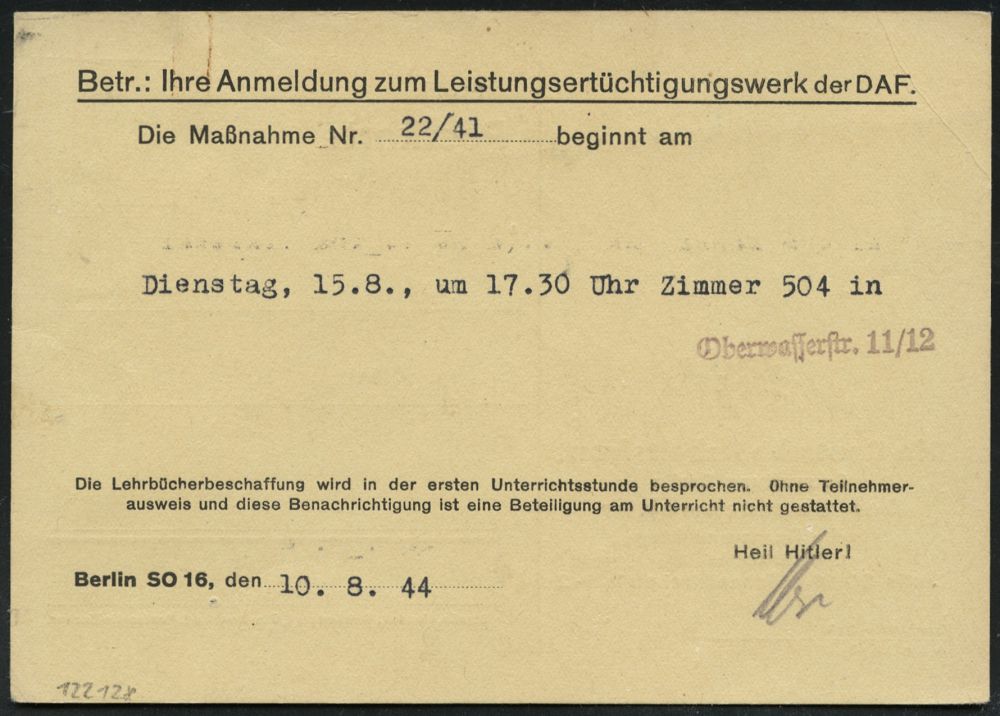 Betr.: Ihre Anmeldung zum Leistungsertüchtigungswerk der DAF.
Die Maßnahme Nr. 22/41 beginnt am
Dienstag, 15.8., um 17.30 Uhr Zimmer 504 in
Oberwasserstr. 11/12
Die Lehrbücherbeschaffung wird in der ersten Unterrichtsstunde besprochen. Ohne Teilnehmer-
ausweis und diese Benachrichtigung ist eine Beteiligung am Unterricht nicht gestattet.
Heil Hitler!
Berlin SO 16, den 10. 8. 44
122128